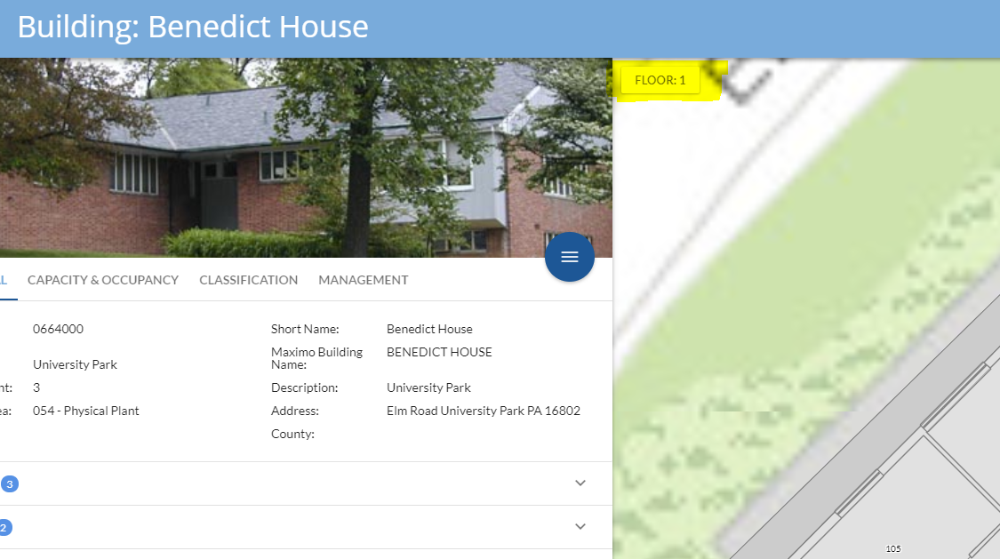 Building: Benedict House
FLOOR: 1
L CAPACITY & OCCUPANCY CLASSIFICATION MANAGEMENT
0664000 Short Name: Benedict House
Maximo Building BENEDICT HOUSE
University Park Name:
nt: 3 Description: University Park
ea: 054 - Physical Plant Address: Elm Road University Park PA 16802
County:
3
2
105